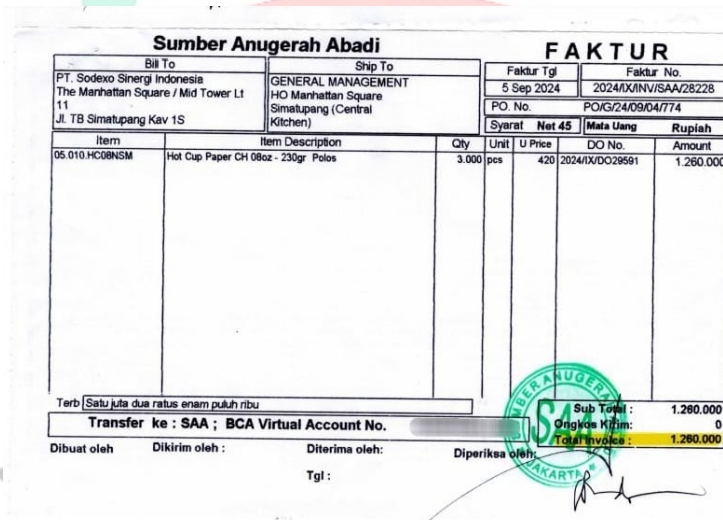 Sumber Anugerah Abadi
FAKTUR
Bill To
PT. Sodexo Sinergi Indonesia
The Manhattan Square / Mid Tower Lt
11
Jl. TB Simatupang Kav 1S
Ship To
GENERAL MANAGEMENT
HO Manhattan Square
Simatupang (Central
Kitchen)
Faktur Tgl Faktur No.
5 Sep 2024 2024/IX/INV/SAA/28228
PO. No. PO/G/24/09/04/774
Syarat Net 45 Mata Uang Rupiah
Item Item Description Qty Unit U Price DO No. Amount
05.010.HC08NSM Hot Cup Paper CH 08oz - 230gr Polos 3.000 pcs 420 2024/IX/DO29591 1.260.000
Terb Satu juta dua ratus enam puluh ribu
Sub Total : 1.260.000
Transfer ke : SAA ; BCA Virtual Account No.
Ongkos Kirim: 0
Total Invoice : 1.260.000
Dibuat oleh Dikirim oleh : Diterima oleh: Diperiksa oleh:
Tgl :
SUMBER ANUGERAH
SAA
JAKARTA